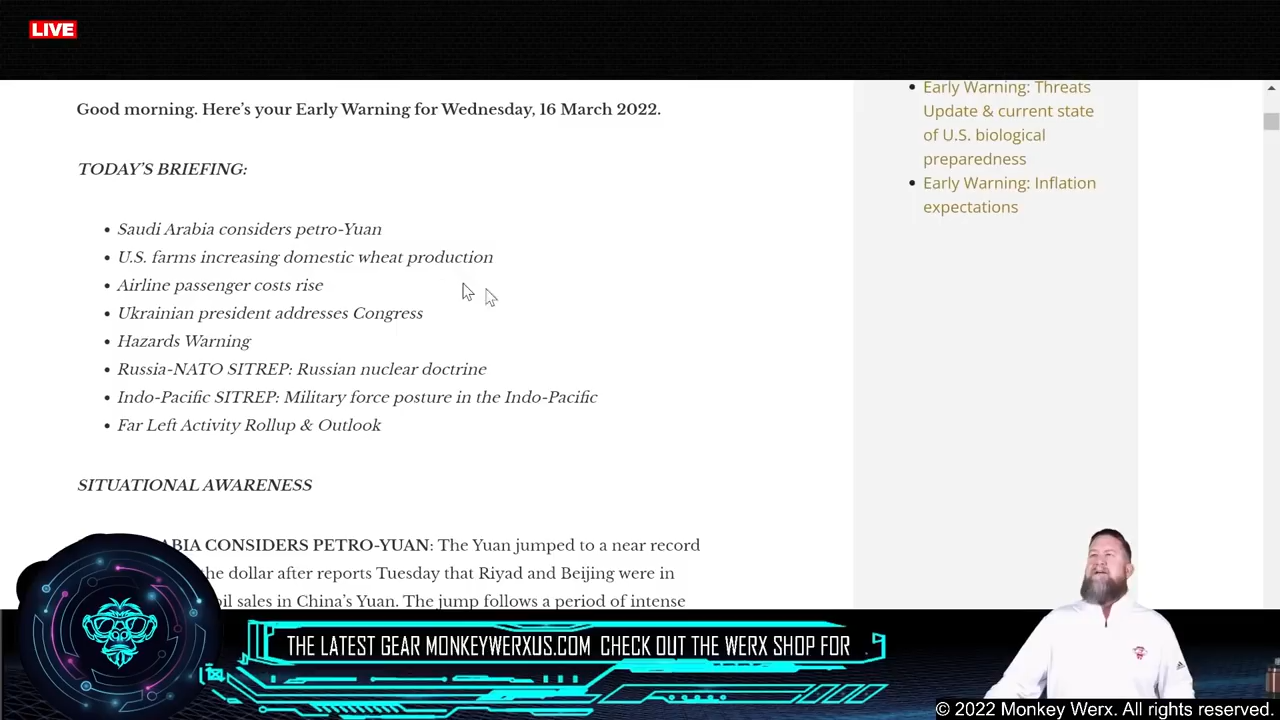 LIVE
Good morning. Here’s your Early Warning for Wednesday, 16 March 2022.
TODAY’S BRIEFING:
• Saudi Arabia considers petro-Yuan
• U.S. farms increasing domestic wheat production
• Airline passenger costs rise
• Ukrainian president addresses Congress
• Hazards Warning
• Russia-NATO SITREP: Russian nuclear doctrine
• Indo-Pacific SITREP: Military force posture in the Indo-Pacific
• Far Left Activity Rollup & Outlook
SITUATIONAL AWARENESS
ABIA CONSIDERS PETRO-YUAN: The Yuan jumped to a near record
the dollar after reports Tuesday that Riyad and Beijing were in
oil sales in China’s Yuan. The jump follows a period of intense
• Early Warning: Threats
Update & current state
of U.S. biological
preparedness
• Early Warning: Inflation
expectations
THE LATEST GEAR MONKEYWERXUS.COM CHECK OUT THE WERX SHOP FOR
© 2022 Monkey Werx. All rights reserved.